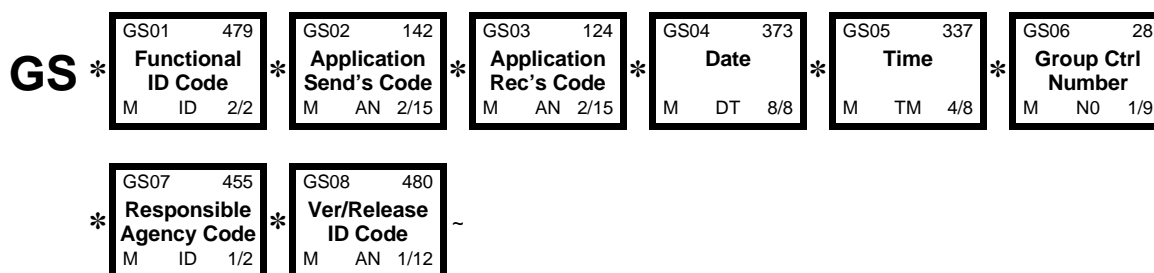 GS01 479 GS02 142 GS03 124 GS04 373 GS05 337 GS06 28
GS * Functional ID Code * Application Send's Code * Application Rec's Code * Date * Time * Group Ctrl Number
M ID 2/2 M AN 2/15 M AN 2/15 M DT 8/8 M TM 4/8 M N0 1/9
GS07 455 GS08 480
* Responsible Agency Code * Ver/Release ID Code ~
M ID 1/2 M AN 1/12